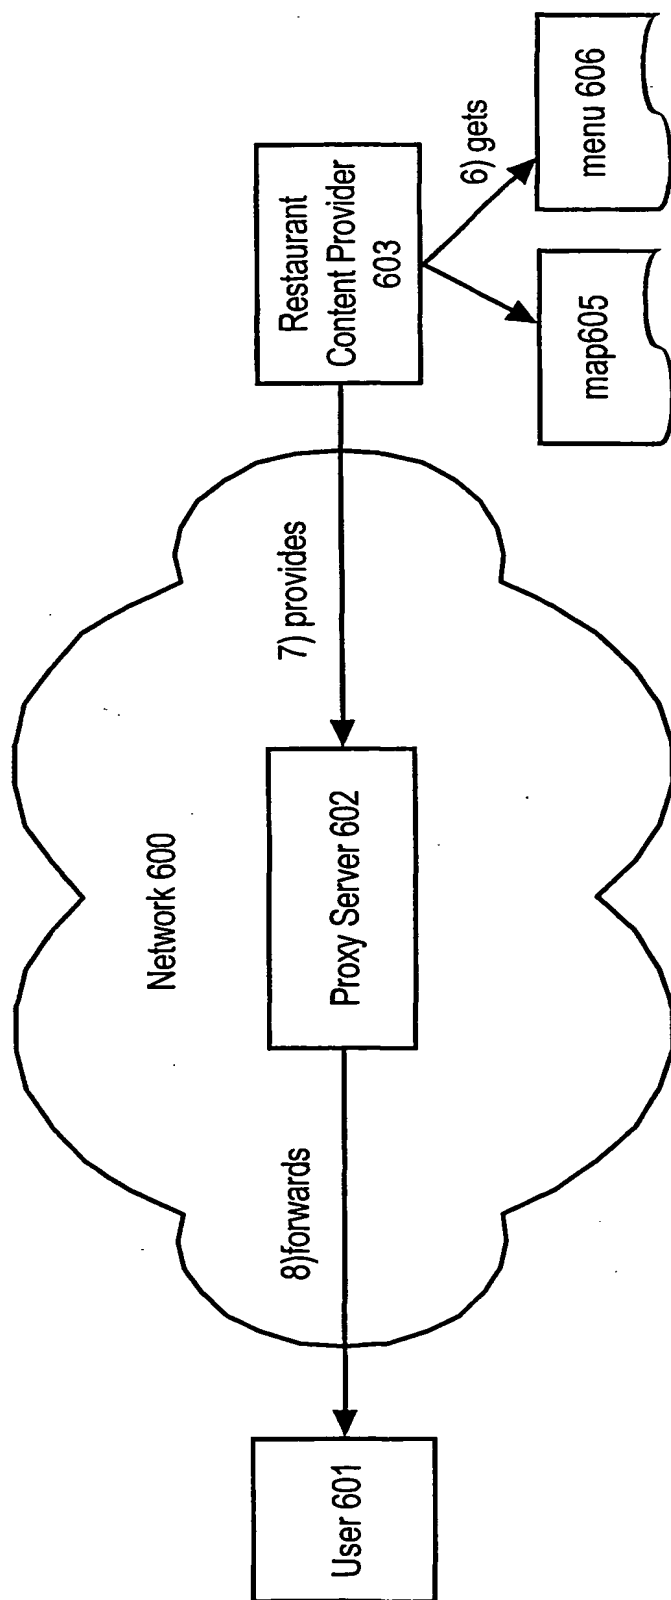 Network 600
User 601
8)forwards
Proxy Server 602
7) provides
Restaurant
Content Provider
603
6) gets
map605
menu 606